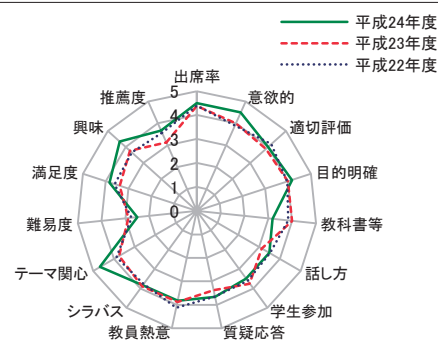 平成24年度
平成23年度
平成22年度
出席率
意欲的
適切評価
目的明確
教科書等
話し方
学生参加
質疑応答
教員熱意
シラバス
テーマ関心
難易度
満足度
興味
推薦度
5
4
3
2
1
0